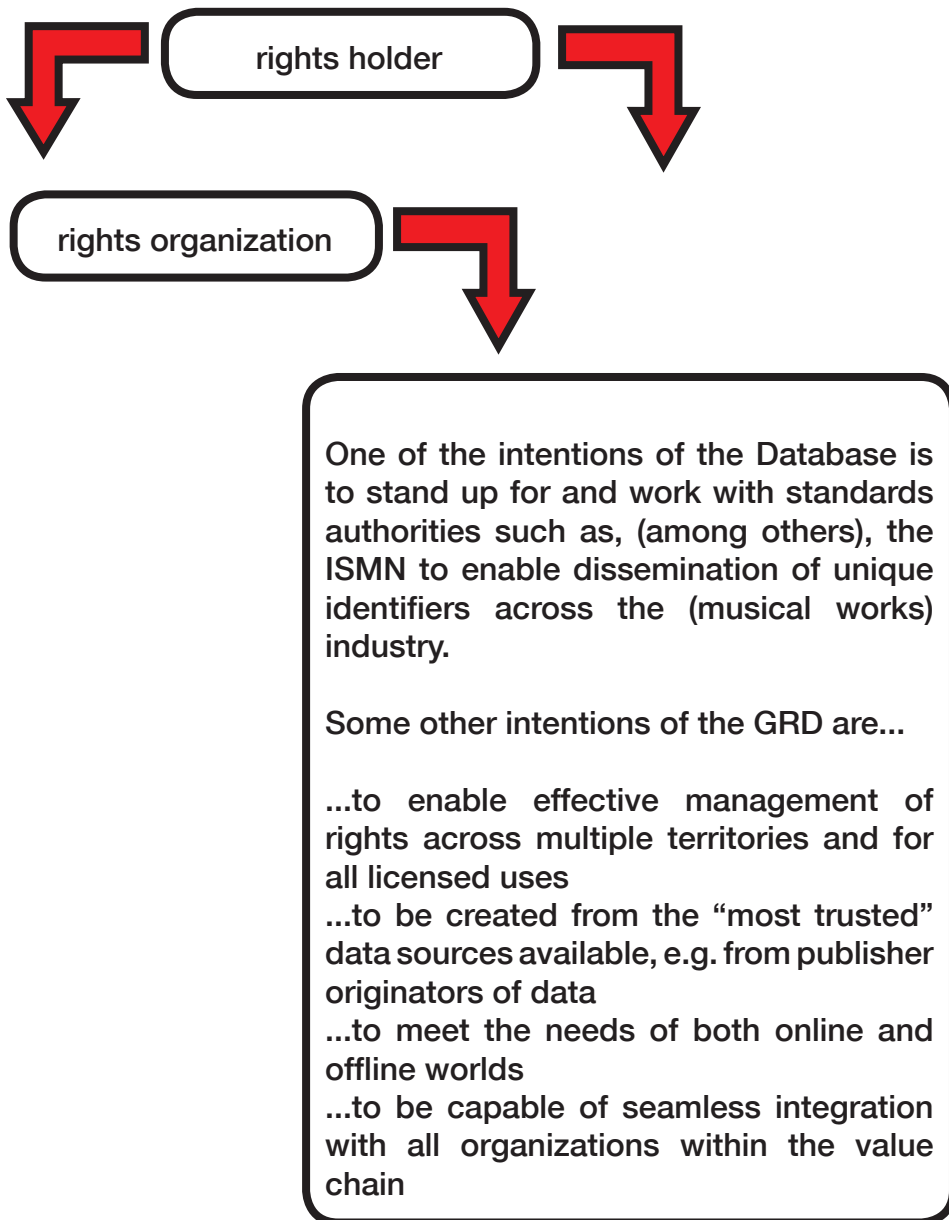 rights holder
rights organization
One of the intentions of the Database is
to stand up for and work with standards
authorities such as, (among others), the
ISMN to enable dissemination of unique
identifiers across the (musical works)
industry.
Some other intentions of the GRD are...
...to enable effective management of
rights across multiple territories and for
all licensed uses
...to be created from the “most trusted”
data sources available, e.g. from publisher
originators of data
...to meet the needs of both online and
offline worlds
...to be capable of seamless integration
with all organizations within the value
chain